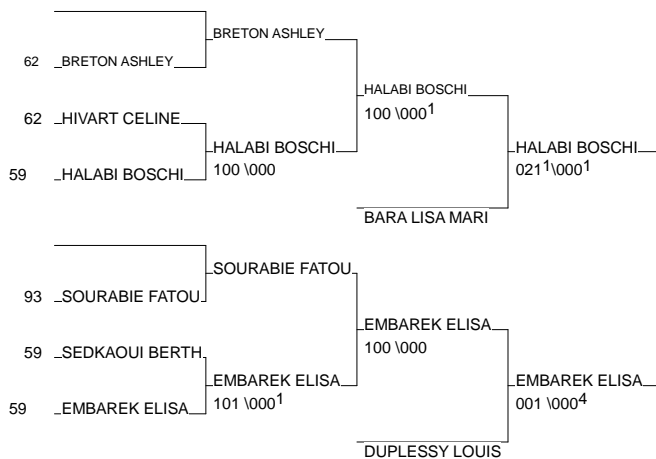 BRETON ASHLEY
62 BRETON ASHLEY
HALABI BOSCHI
100 \000¹
62 HIVART CELINE
HALABI BOSCHI
100 \000
HALABI BOSCHI
021¹\000¹
59 HALABI BOSCHI
BARA LISA MARI
SOURABIE FATOU
93 SOURABIE FATOU
EMBAREK ELISA
100 \000
59 SEDKAOUI BERTH
EMBAREK ELISA
101 \000¹
EMBAREK ELISA
001 \000⁴
59 EMBAREK ELISA
DUPLESSY LOUIS